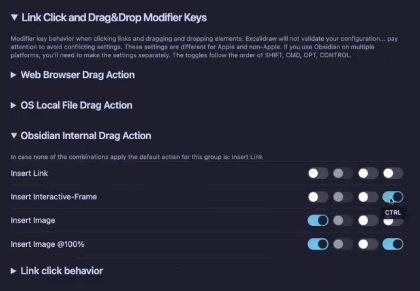 ▼ Link Click and Drag&Drop Modifier Keys
Modifier key behavior when clicking links and dragging and dropping elements. Excalidraw will not validate your configuration... pay
attention to avoid conflicting settings. These settings are different for Apple and non-Apple. If you use Obsidian on multiple
platforms, you'll need to make the settings separately. The toggles follow the order of SHIFT, CMD, OPT, CONTROL.
▶ Web Browser Drag Action
▶ OS Local File Drag Action
▼ Obsidian Internal Drag Action
In case none of the combinations apply the default action for this group is: Insert Link
Insert Link
Insert Interactive-Frame
CTRL
Insert Image
Insert Image @100%
▶ Link click behavior